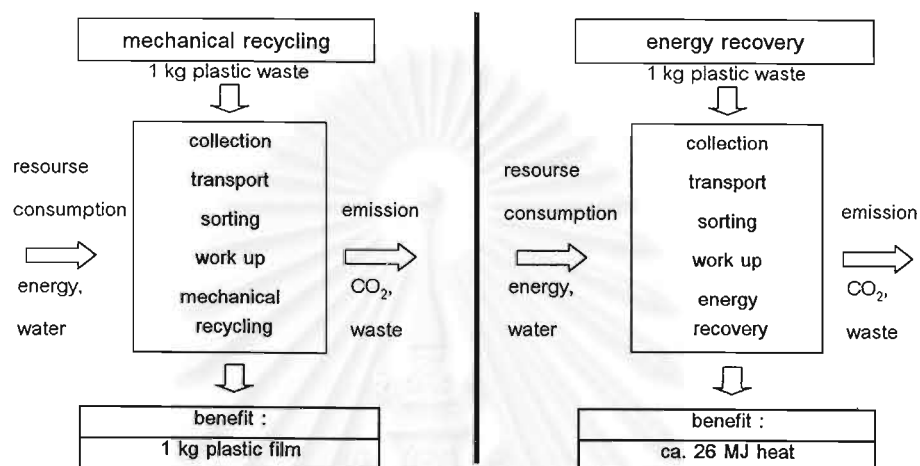 mechanical recycling
1 kg plastic waste
collection
transport
sorting
work up
mechanical
recycling
resourse
consumption
energy,
water
emission
CO₂,
waste
benefit :
1 kg plastic film
energy recovery
1 kg plastic waste
collection
transport
sorting
work up
energy
recovery
resourse
consumption
energy,
water
emission
CO₂,
waste
benefit :
ca. 26 MJ heat